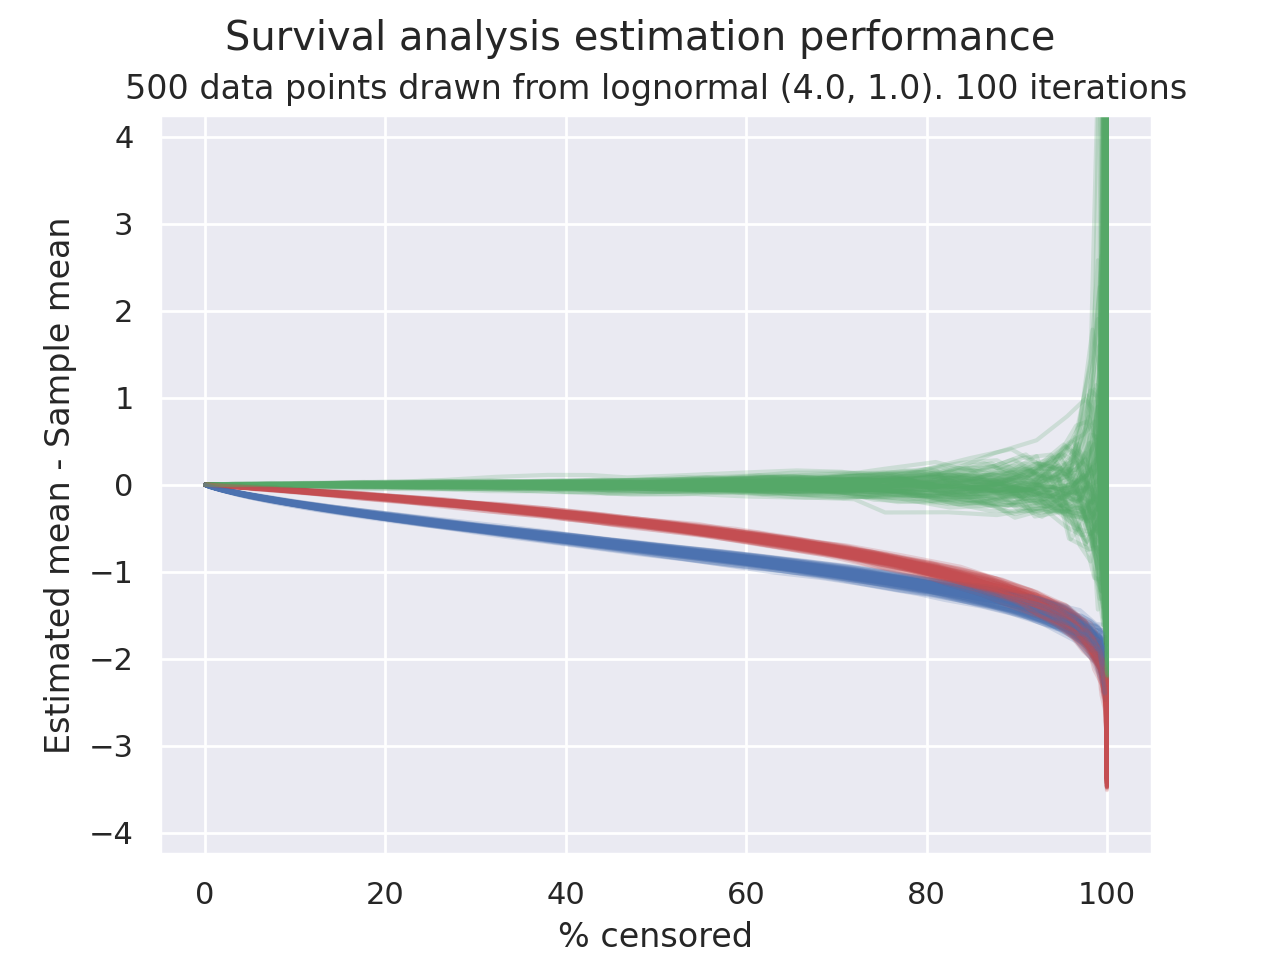 Survival analysis estimation performance
500 data points drawn from lognormal (4.0, 1.0). 100 iterations
4
3
2
1
0
−1
−2
−3
−4
Estimated mean - Sample mean
0 20 40 60 80 100
% censored